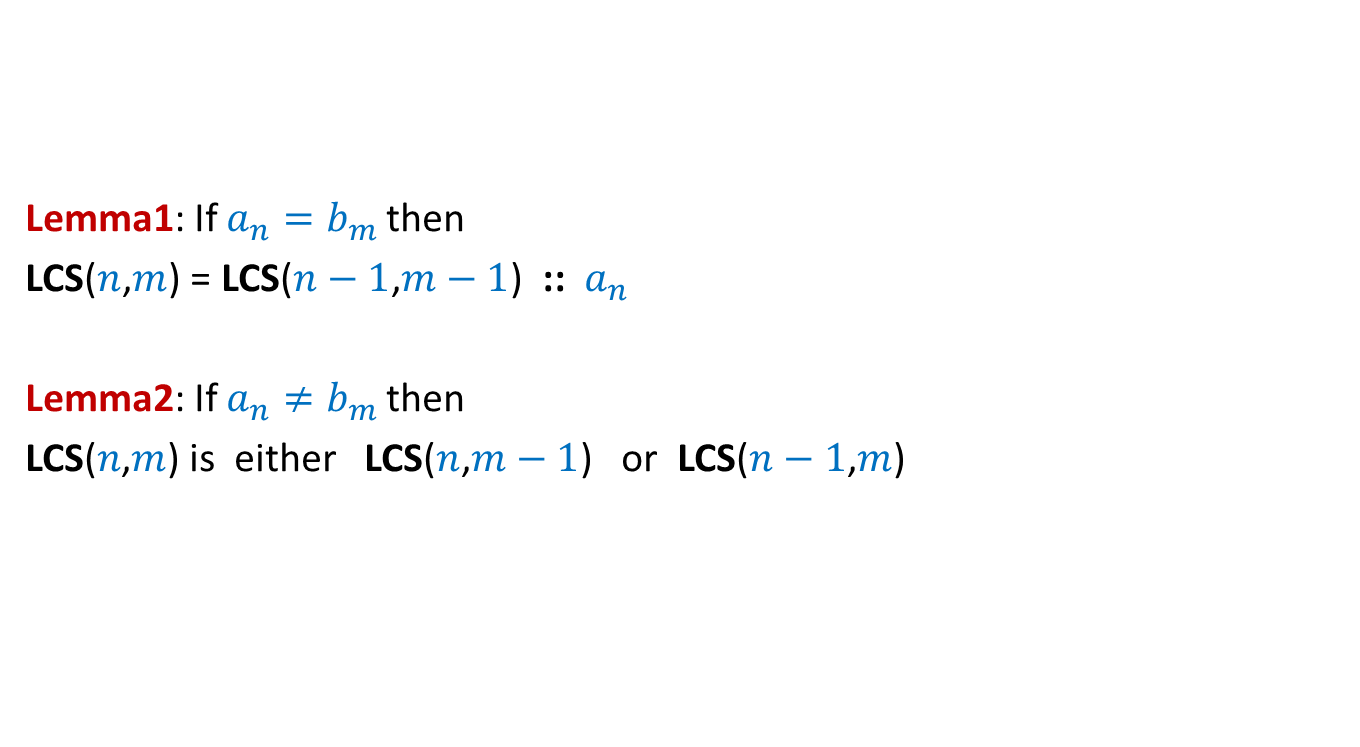 Lemma1: If aₙ = bₘ then
LCS(n,m) = LCS(n − 1,m − 1) :: aₙ
Lemma2: If aₙ ≠ bₘ then
LCS(n,m) is either LCS(n,m − 1) or LCS(n − 1,m)